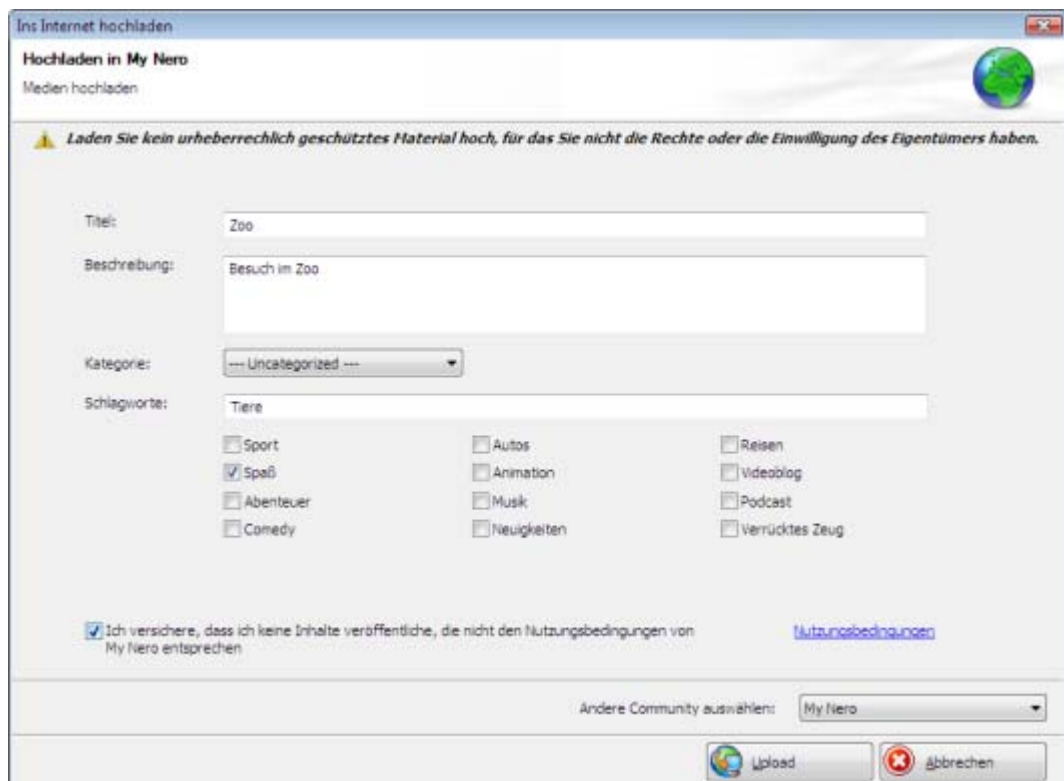 Ins Internet hochladen
Hochladen in My Nero
Medien hochladen
Laden Sie kein urheberrechlich geschütztes Material hoch, für das Sie nicht die Rechte oder die Einwilligung des Eigentümers haben.
Titel: Zoo
Beschreibung: Besuch im Zoo
Kategorie: --- Uncategorized ---
Schlagworte: Tiere
Sport Autos Reisen
Spaß Animation Videoblog
Abenteuer Musik Podcast
Comedy Neuigkeiten Verrücktes Zeug
Ich versichere, dass ich keine Inhalte veröffentliche, die nicht den Nutzungsbedingungen von Nutzungsbedingungen
My Nero entsprechen
Andere Community auswählen: My Nero
Upload Abbrechen